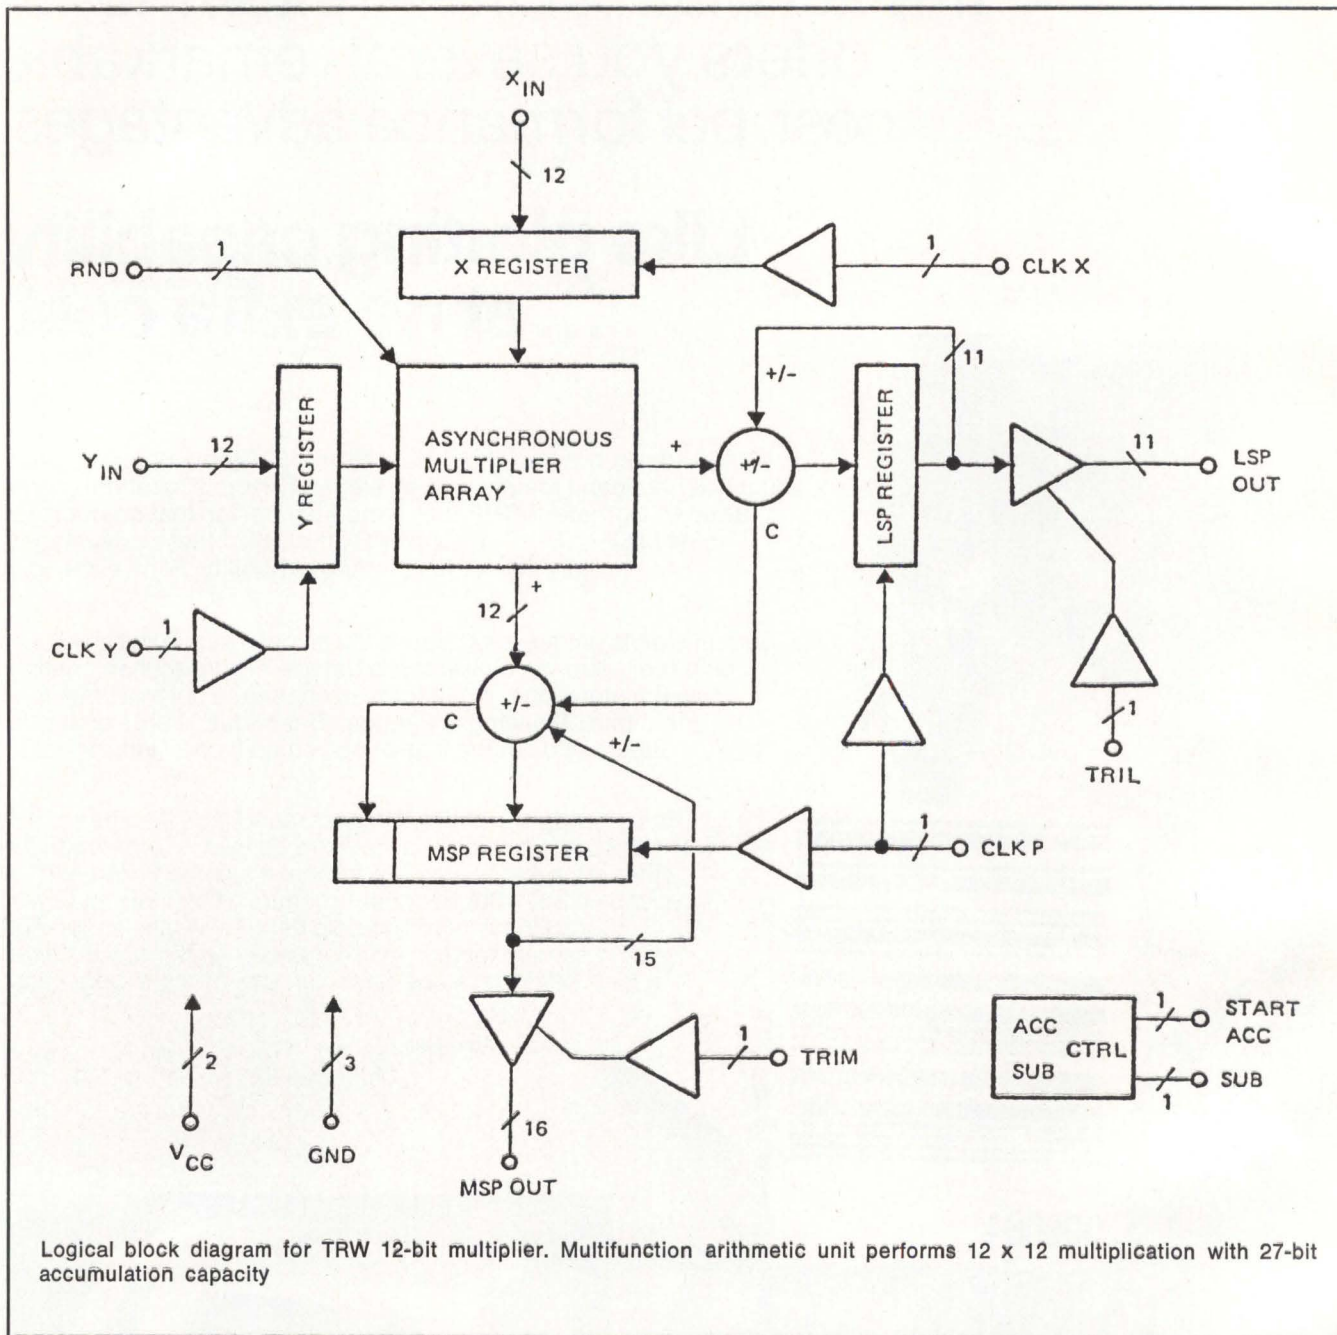 X IN
12
RND
1
X REGISTER
1
CLK X
11
+/-
Y REGISTER
ASYNCHRONOUS
MULTIPLIER
ARRAY
LSP REGISTER
Y IN
12
+
+/-
11
LSP
OUT
C
+
12
CLK Y
1
C
+/-
+/-
1
TRIL
MSP REGISTER
1
CLK P
15
2
3
1
TRIM
ACC
CTRL
SUB
1
START
ACC
SUB
1
16
V CC
GND
MSP OUT
Logical block diagram for TRW 12-bit multiplier. Multifunction arithmetic unit performs 12 x 12 multiplication with 27-bit
accumulation capacity